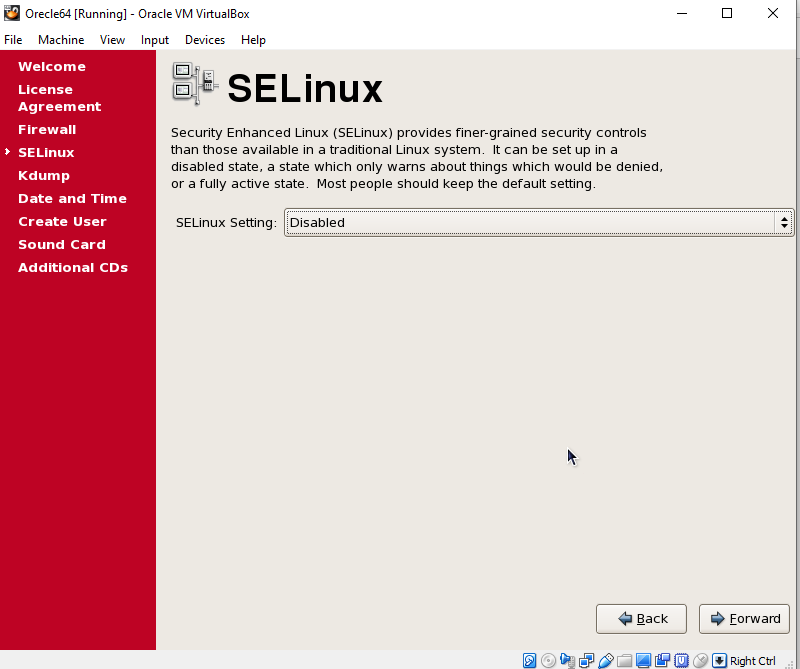 Orecle64 [Running] - Oracle VM VirtualBox
File Machine View Input Devices Help
Welcome
License
Agreement
Firewall
SELinux
Kdump
Date and Time
Create User
Sound Card
Additional CDs
SELinux
Security Enhanced Linux (SELinux) provides finer-grained security controls
than those available in a traditional Linux system. It can be set up in a
disabled state, a state which only warns about things which would be denied,
or a fully active state. Most people should keep the default setting.
SELinux Setting: Disabled
Back Forward
Right Ctrl